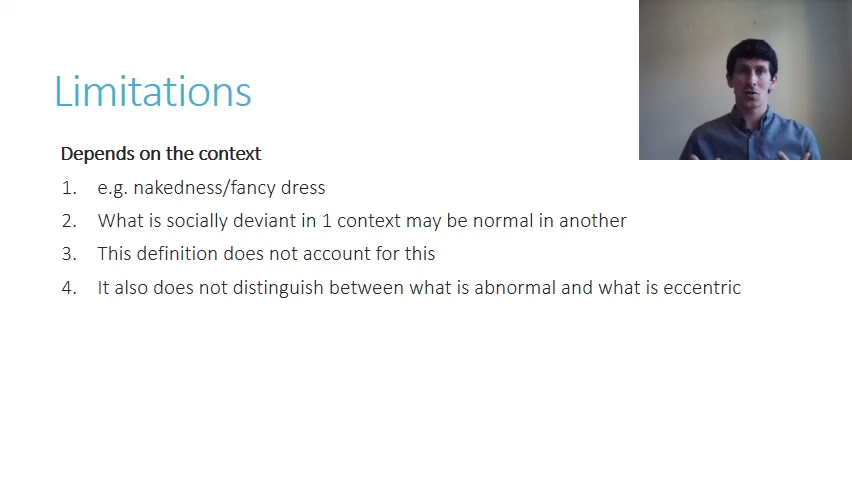 Limitations
Depends on the context
1. e.g. nakedness/fancy dress
2. What is socially deviant in 1 context may be normal in another
3. This definition does not account for this
4. It also does not distinguish between what is abnormal and what is eccentric